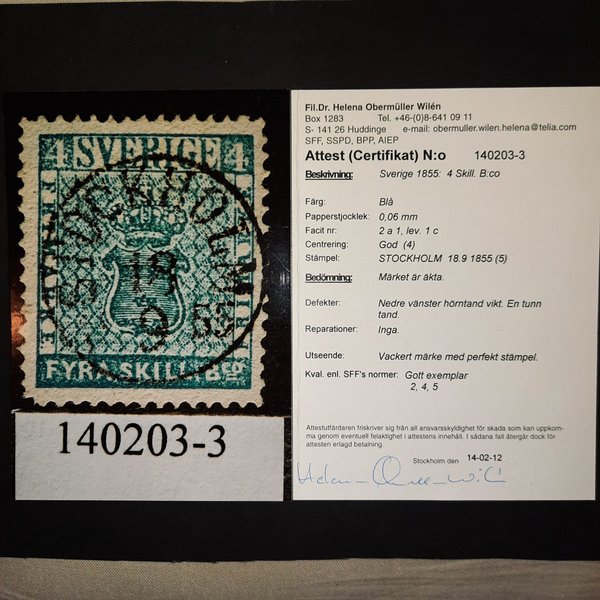 4 SVERIGE 4
STOCKHOLM
18
9
FYRA SKILL. Bco
140203-3
Fil.Dr. Helena Obermüller Wilén
Box 1283 Tel. +46-(0)8-641 09 11
S- 141 26 Huddinge e-mail: obermuller.wilen.helena@telia.com
SFF, SSPD, BPP, AIEP
Attest (Certifikat) N:o 140203-3
Beskrivning: Sverige 1855: 4 Skill. B:co
Färg: Blå
Papperstjocklek: 0,06 mm
Facit nr: 2 a 1, lev. 1 c
Centrering: God (4)
Stämpel: STOCKHOLM 18.9 1855 (5)
Bedömning: Märket är äkta.
Defekter: Nedre vänster hörntand vikt. En tunn
tand.
Reparationer: Inga.
Utseende: Vackert märke med perfekt stämpel.
Kval. enl. SFF's normer: Gott exemplar
2, 4, 5
Attestutfärdaren friskriver sig från all ansvarsskyldighet för skada som kan uppkom-
ma genom eventuell felaktighet i attestens innehåll. I sådana fall återgår dock för
attesten erlagd betalning.
Stockholm den 14-02-12